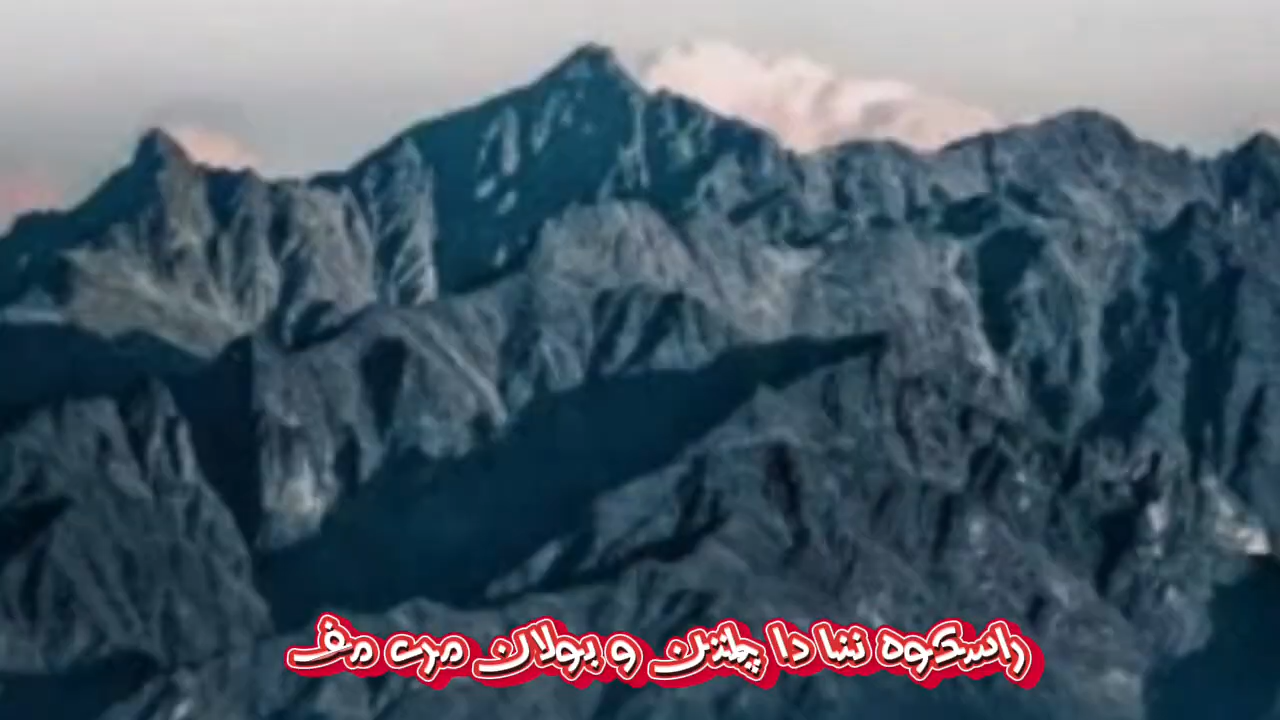 راسکوہ ننا دا چلتن و بولان مرے مف